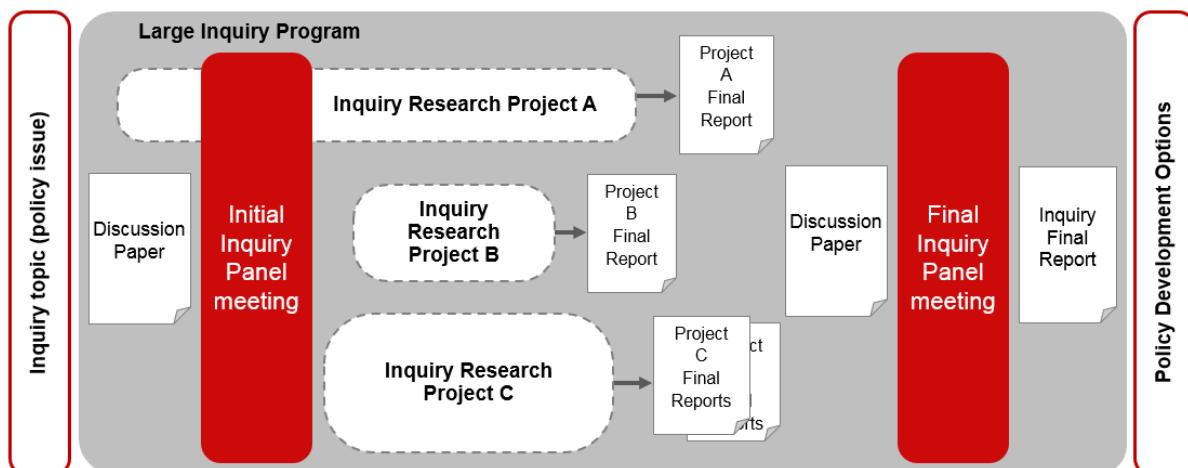 Inquiry topic (policy issue)
Large Inquiry Program
Discussion
Paper
Initial
Inquiry
Panel
meeting
Inquiry Research Project A
Project
A
Final
Report
Inquiry
Research
Project B
Project
B
Final
Report
Inquiry Research
Project C
Project
C
Final
Reports
ct
l
orts
Discussion
Paper
Final
Inquiry
Panel
meeting
Inquiry
Final
Report
Policy Development Options